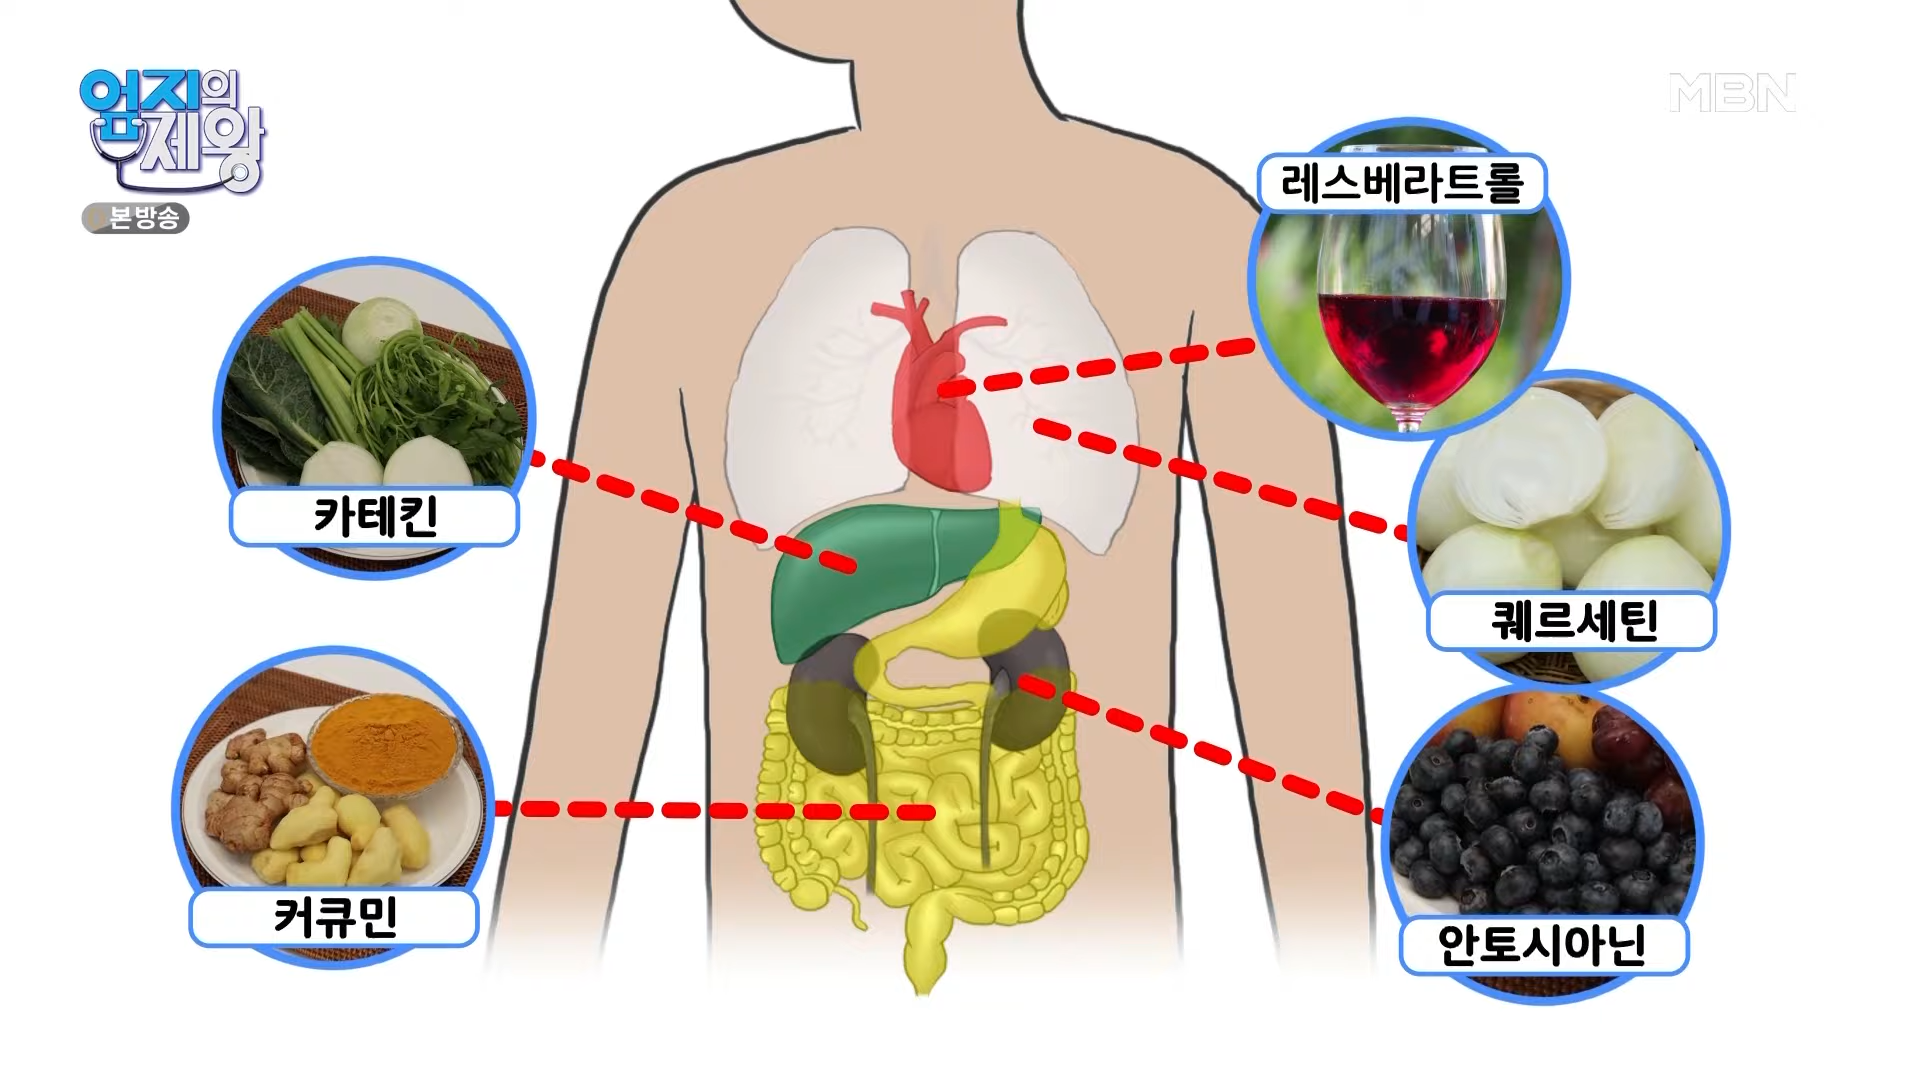 엄지의
제왕
본방송
MBN
레스베라트롤
카테킨
퀘르세틴
커큐민
안토시아닌